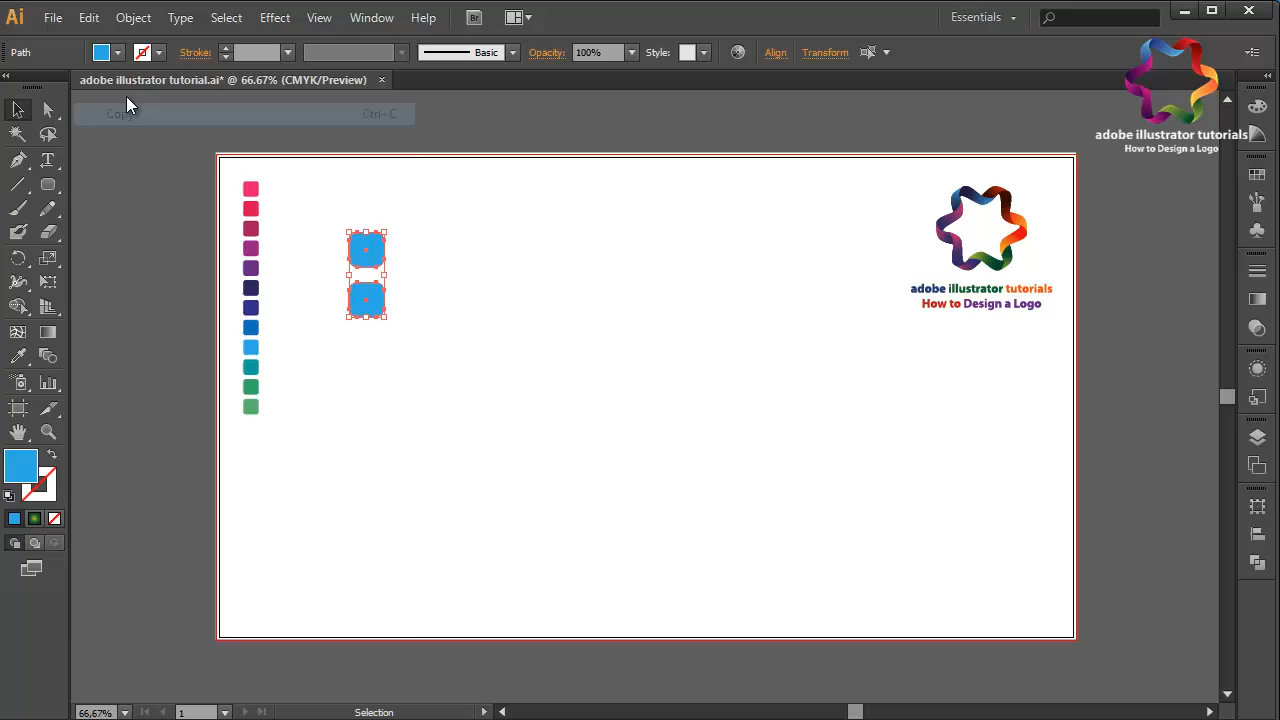 Ai File Edit Object Type Select Effect View Window Help Br Essentials
Path Stroke: Basic Opacity: 100% Style: Align Transform
adobe illustrator tutorial.ai* @ 66.67% (CMYK/Preview) ×
Copy Ctrl+C
adobe illustrator tutorials
How to Design a Logo
adobe illustrator tutorials
How to Design a Logo
66,67% 1 Selection